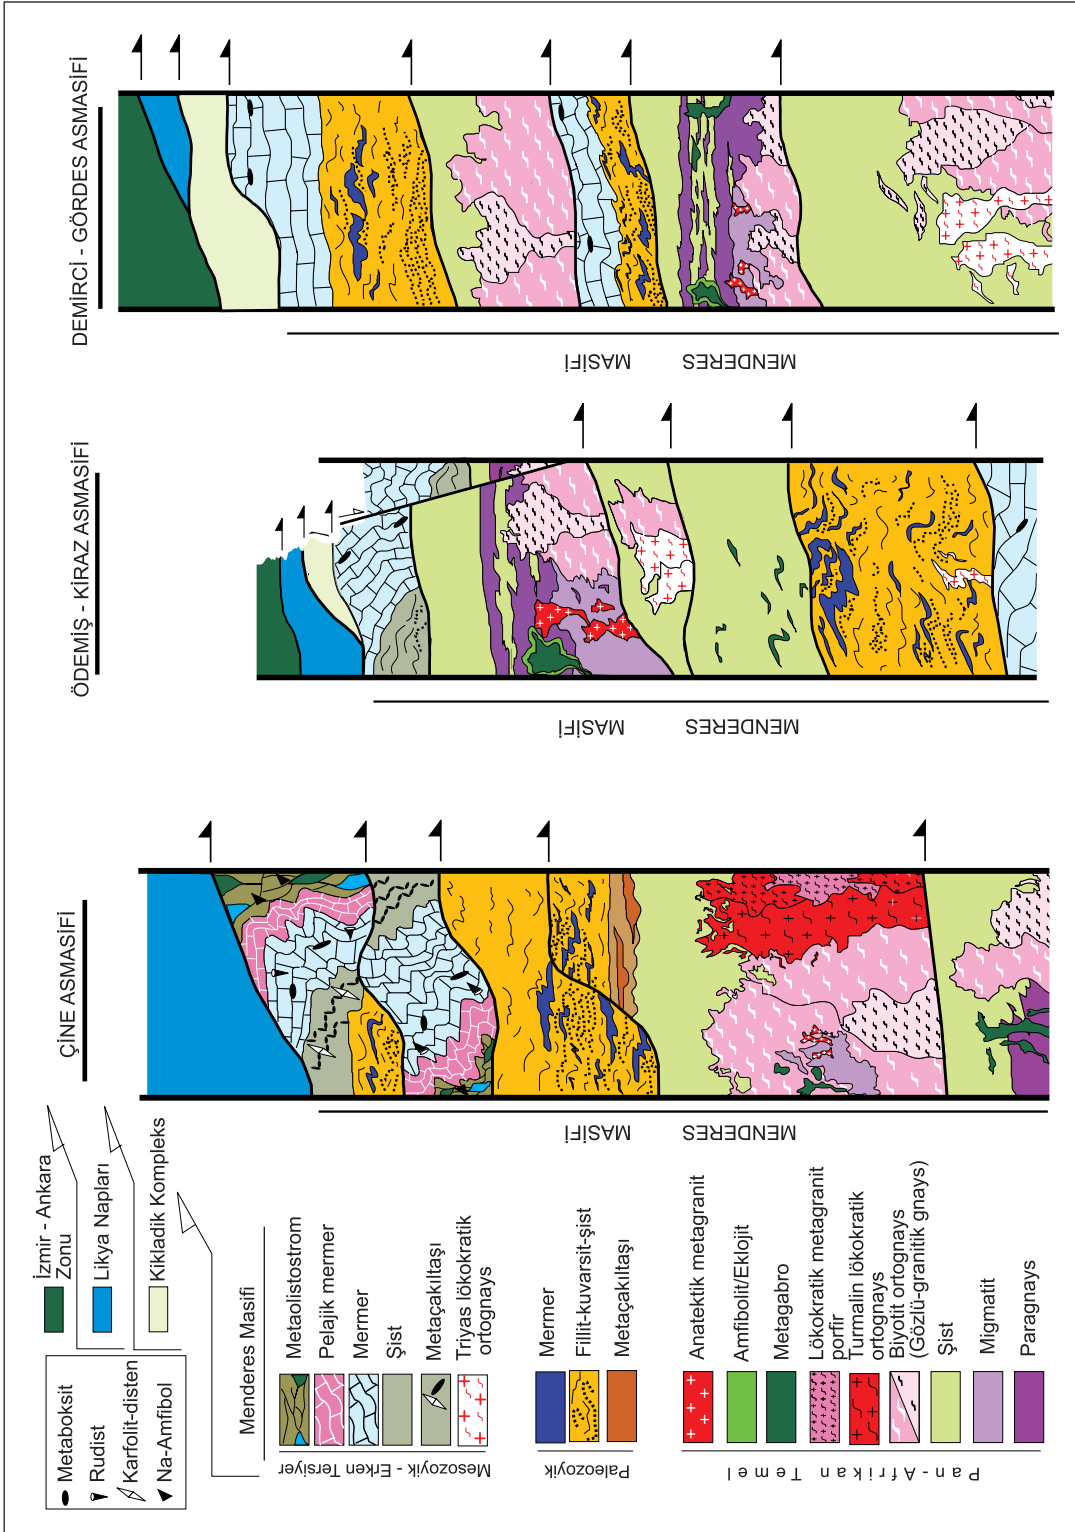 DEMİRCİ - GÖRDES ASMASİFİ
MENDERES MASİFİ
ÖDEMİŞ - KİRAZ ASMASİFİ
MENDERES MASİFİ
ÇİNE ASMASİFİ
MENDERES MASİFİ
İzmir - Ankara
Zonu
Likya Napları
Kikladik Kompleks
Metaboksit
Rudist
Karfolit-disten
Na-Amfibol
Menderes Masifi
Metaolistostrom
Pelajik mermer
Mermer
Şist
Metaçakıltaşı
Triyas lökokratik
ortognays
Mesozoyik - Erken Tersiyer
Mermer
Fillit-kuvarsit-şist
Metaçakıltaşı
Paleozoyik
Anatektik metagranit
Amfibolit/Eklojit
Metagabro
Lökokratik metagranit
porfir
Turmalin lökokratik
ortognays
Biyotit ortognays
(Gözlü-granitik gnays)
Şist
Migmatit
Paragnays
Pan - Afrikan Temel